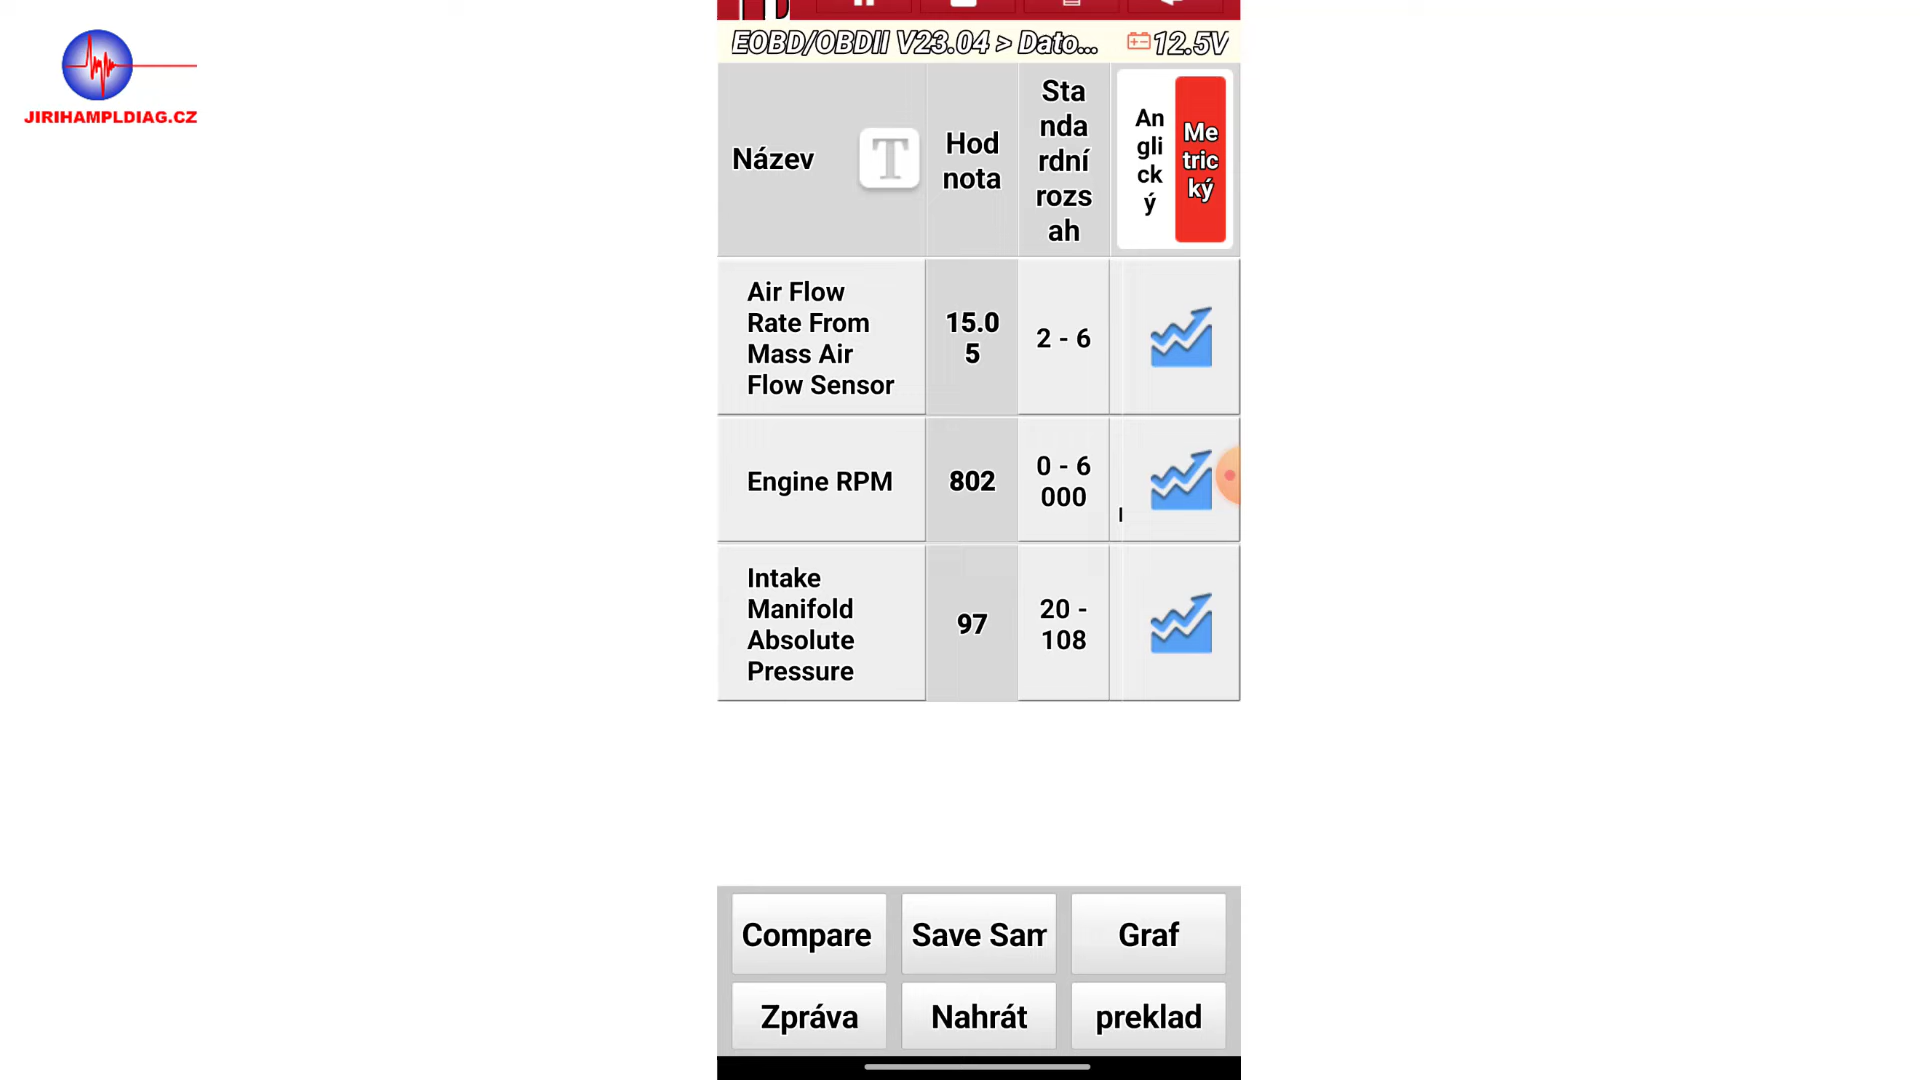 JIRIHAMPLDIAG.CZ
EOBD/OBDII V23.04 > Dato...
12.5V
Název
T
Hod
nota
Sta
nda
rdní
rozs
ah
An
gli
ck
ý
Me
tric
ký
Air Flow
Rate From
Mass Air
Flow Sensor
15.0
5
2 - 6
Engine RPM
802
0 - 6
000
l
Intake
Manifold
Absolute
Pressure
97
20 -
108
Compare
Save Sam
Graf
Zpráva
Nahrát
preklad